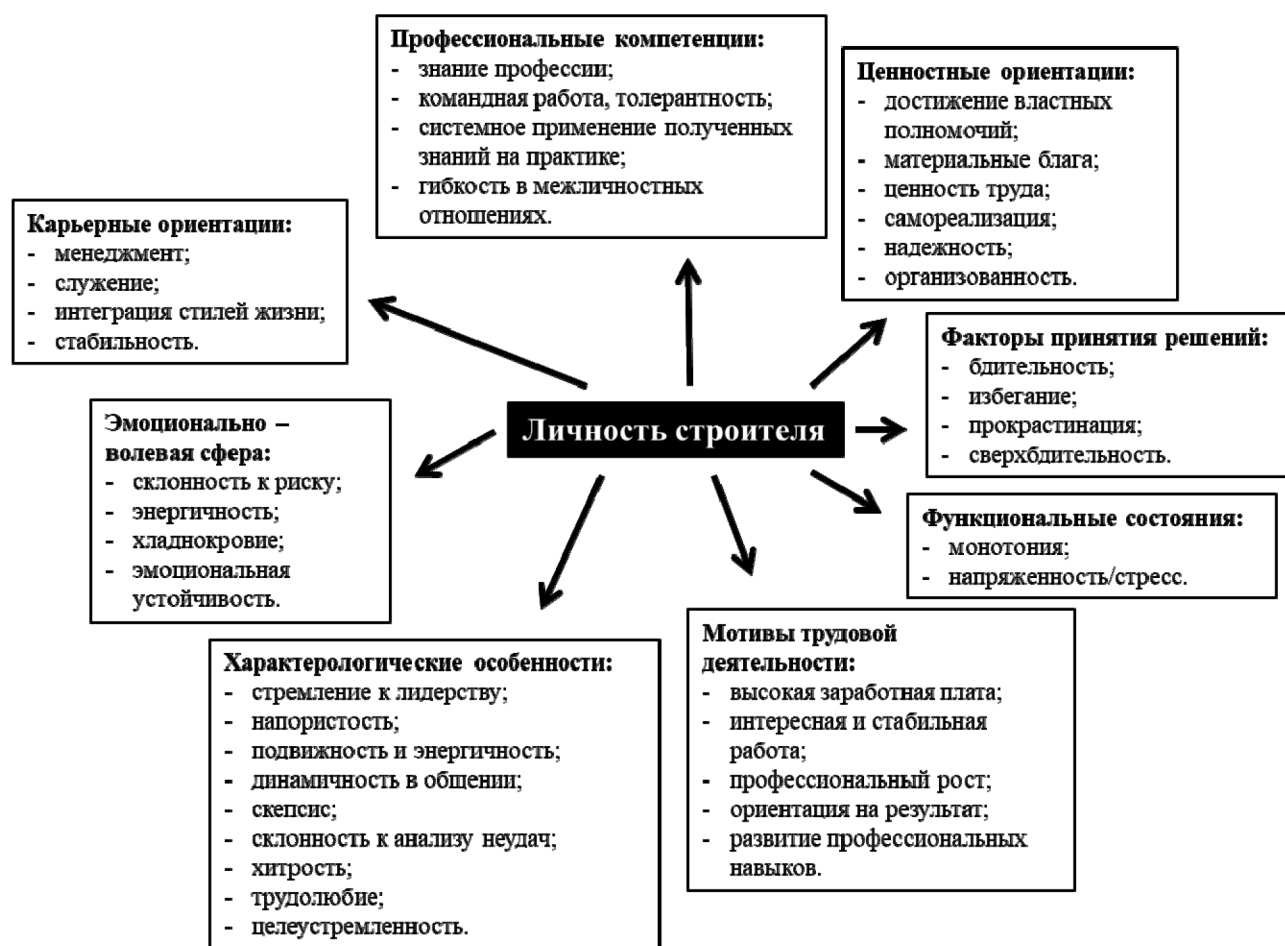 Профессиональные компетенции:
- знание профессии;
- командная работа, толерантность;
- системное применение полученных
знаний на практике;
- гибкость в межличностных
отношениях.
Ценностные ориентации:
- достижение властных
полномочий;
- материальные блага;
- ценность труда;
- самореализация;
- надежность;
- организованность.
Карьерные ориентации:
- менеджмент;
- служение;
- интеграция стилей жизни;
- стабильность.
Факторы принятия решений:
- бдительность;
- избегание;
- прокрастинация;
- сверхбдительность.
Личность строителя
Эмоционально –
волевая сфера:
- склонность к риску;
- энергичность;
- хладнокровие;
- эмоциональная
устойчивость.
Функциональные состояния:
- монотония;
- напряженность/стресс.
Характерологические особенности:
- стремление к лидерству;
- напористость;
- подвижность и энергичность;
- динамичность в общении;
- скепсис;
- склонность к анализу неудач;
- хитрость;
- трудолюбие;
- целеустремленность.
Мотивы трудовой
деятельности:
- высокая заработная плата;
- интересная и стабильная
работа;
- профессиональный рост;
- ориентация на результат;
- развитие профессиональных
навыков.